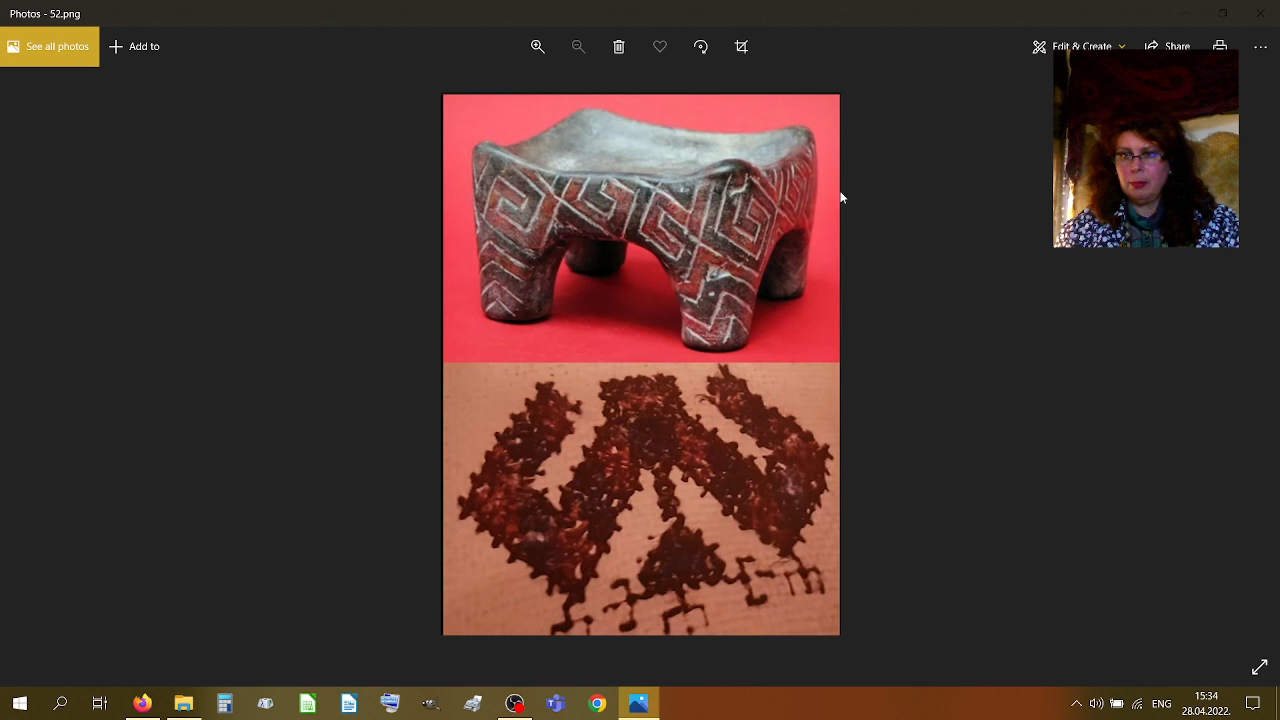 Photos - 52.png
See all photos
Add to
Edit & Create
Share
ENG
15:34
28.04.2022.